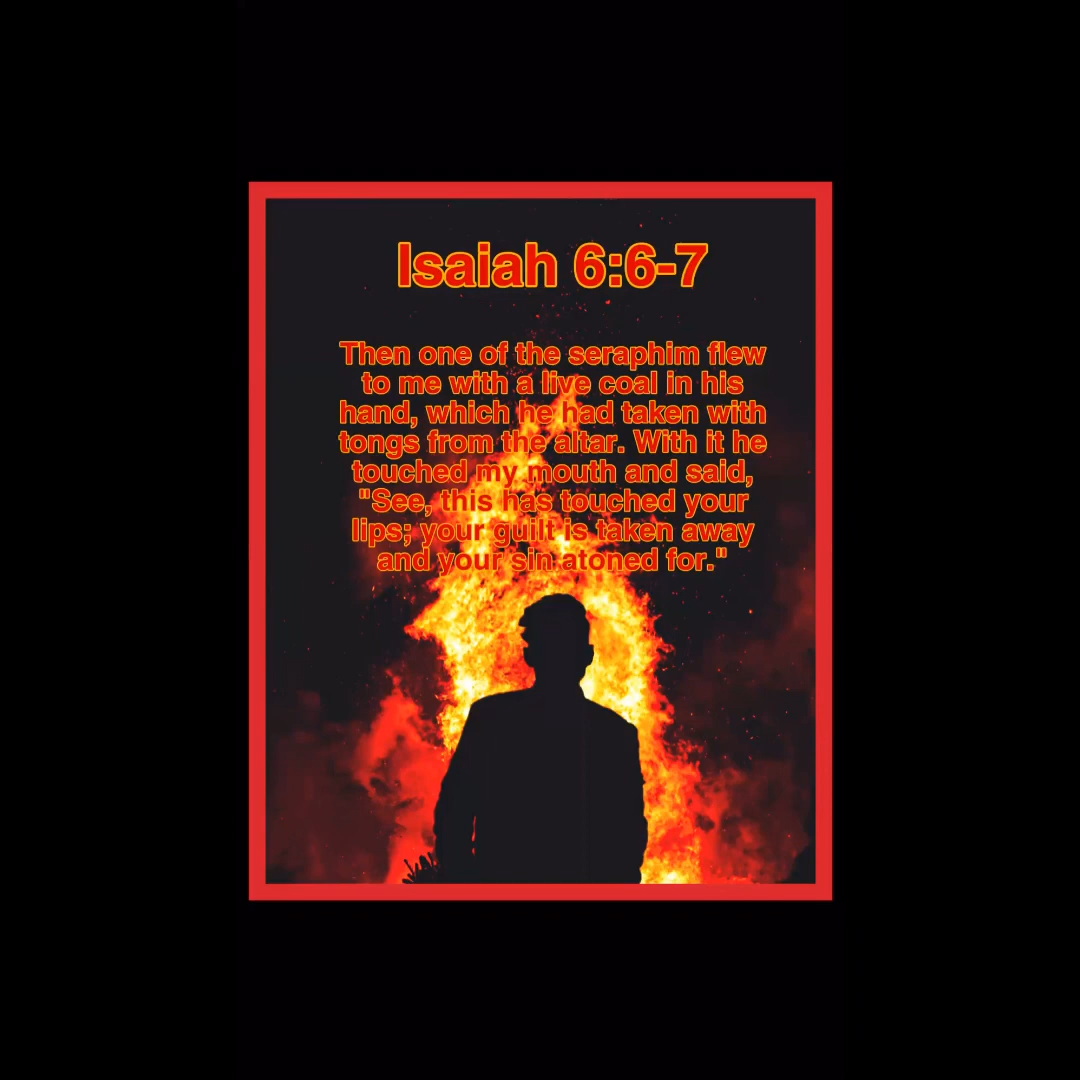 Isaiah 6:6-7
Then one of the seraphim flew
to me with a live coal in his
hand, which he had taken with
tongs from the altar. With it he
touched my mouth and said,
"See, this has touched your
lips; your guilt is taken away
and your sin atoned for."